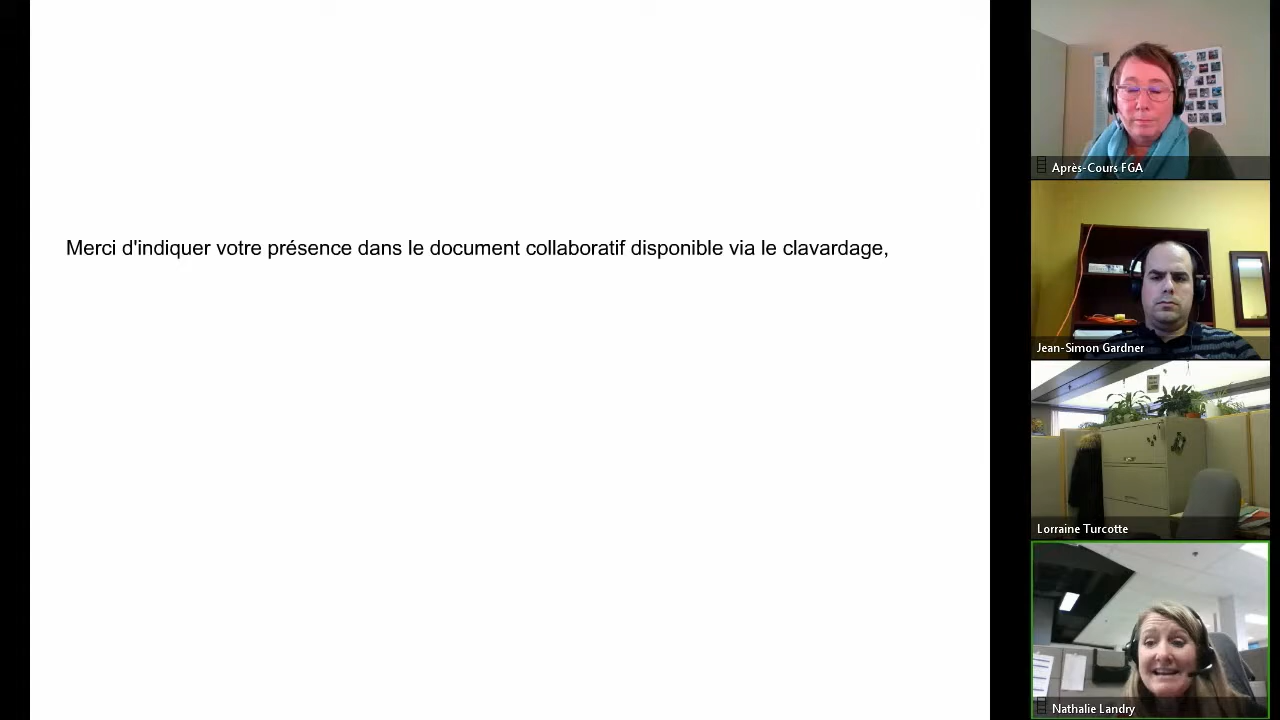 Merci d'indiquer votre présence dans le document collaboratif disponible via le clavardage,
Après-Cours FGA
Jean-Simon Gardner
Lorraine Turcotte
Nathalie Landry